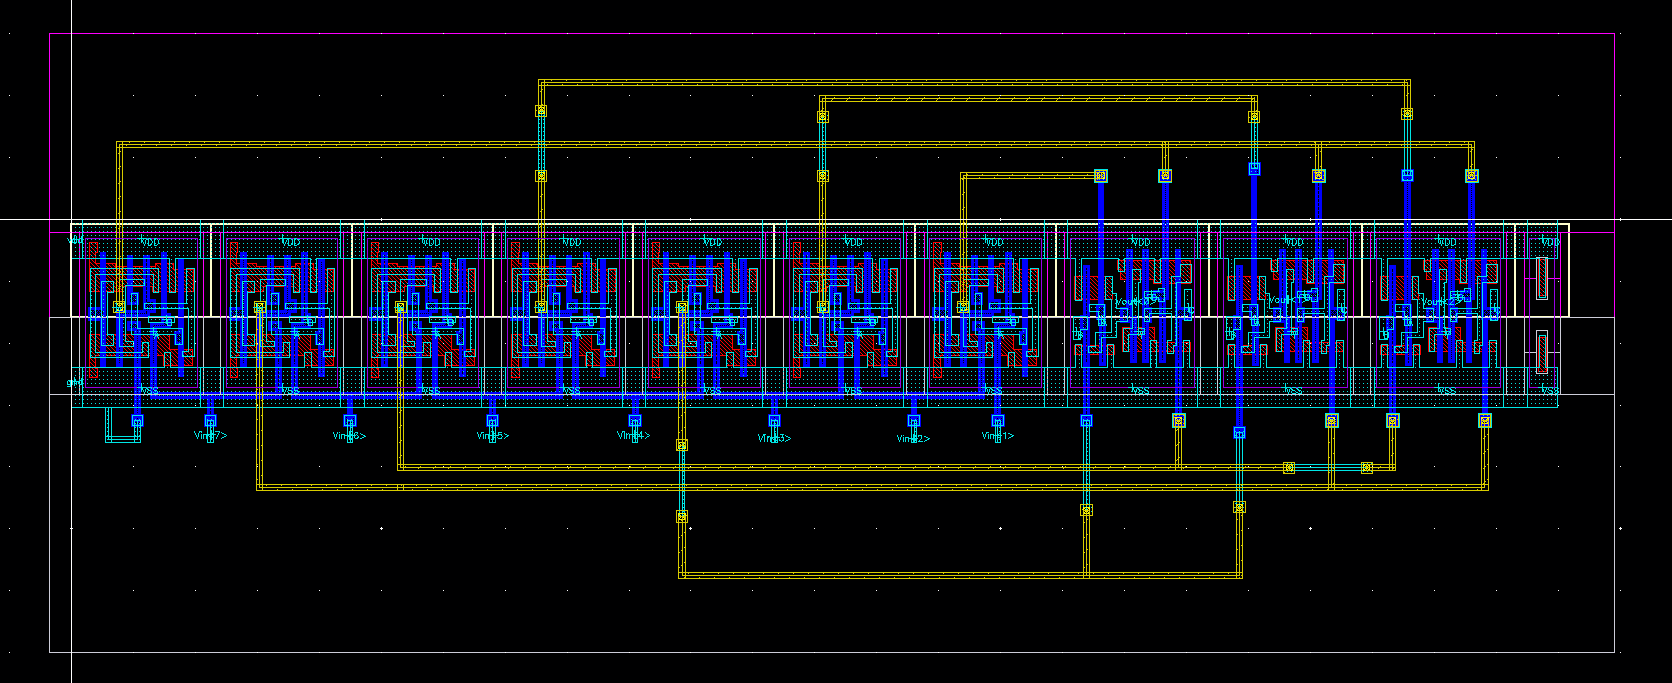 vdd VDD VDD VDD VDD VDD VDD VDD VDD VDD VDD VDD
gnd VSS VSS VSS VSS VSS VSS VSS VSS VSS VSS VSS
Vin<7> Vin<6> Vin<5> Vin<4> Vin<3> Vin<2> Vin<1>